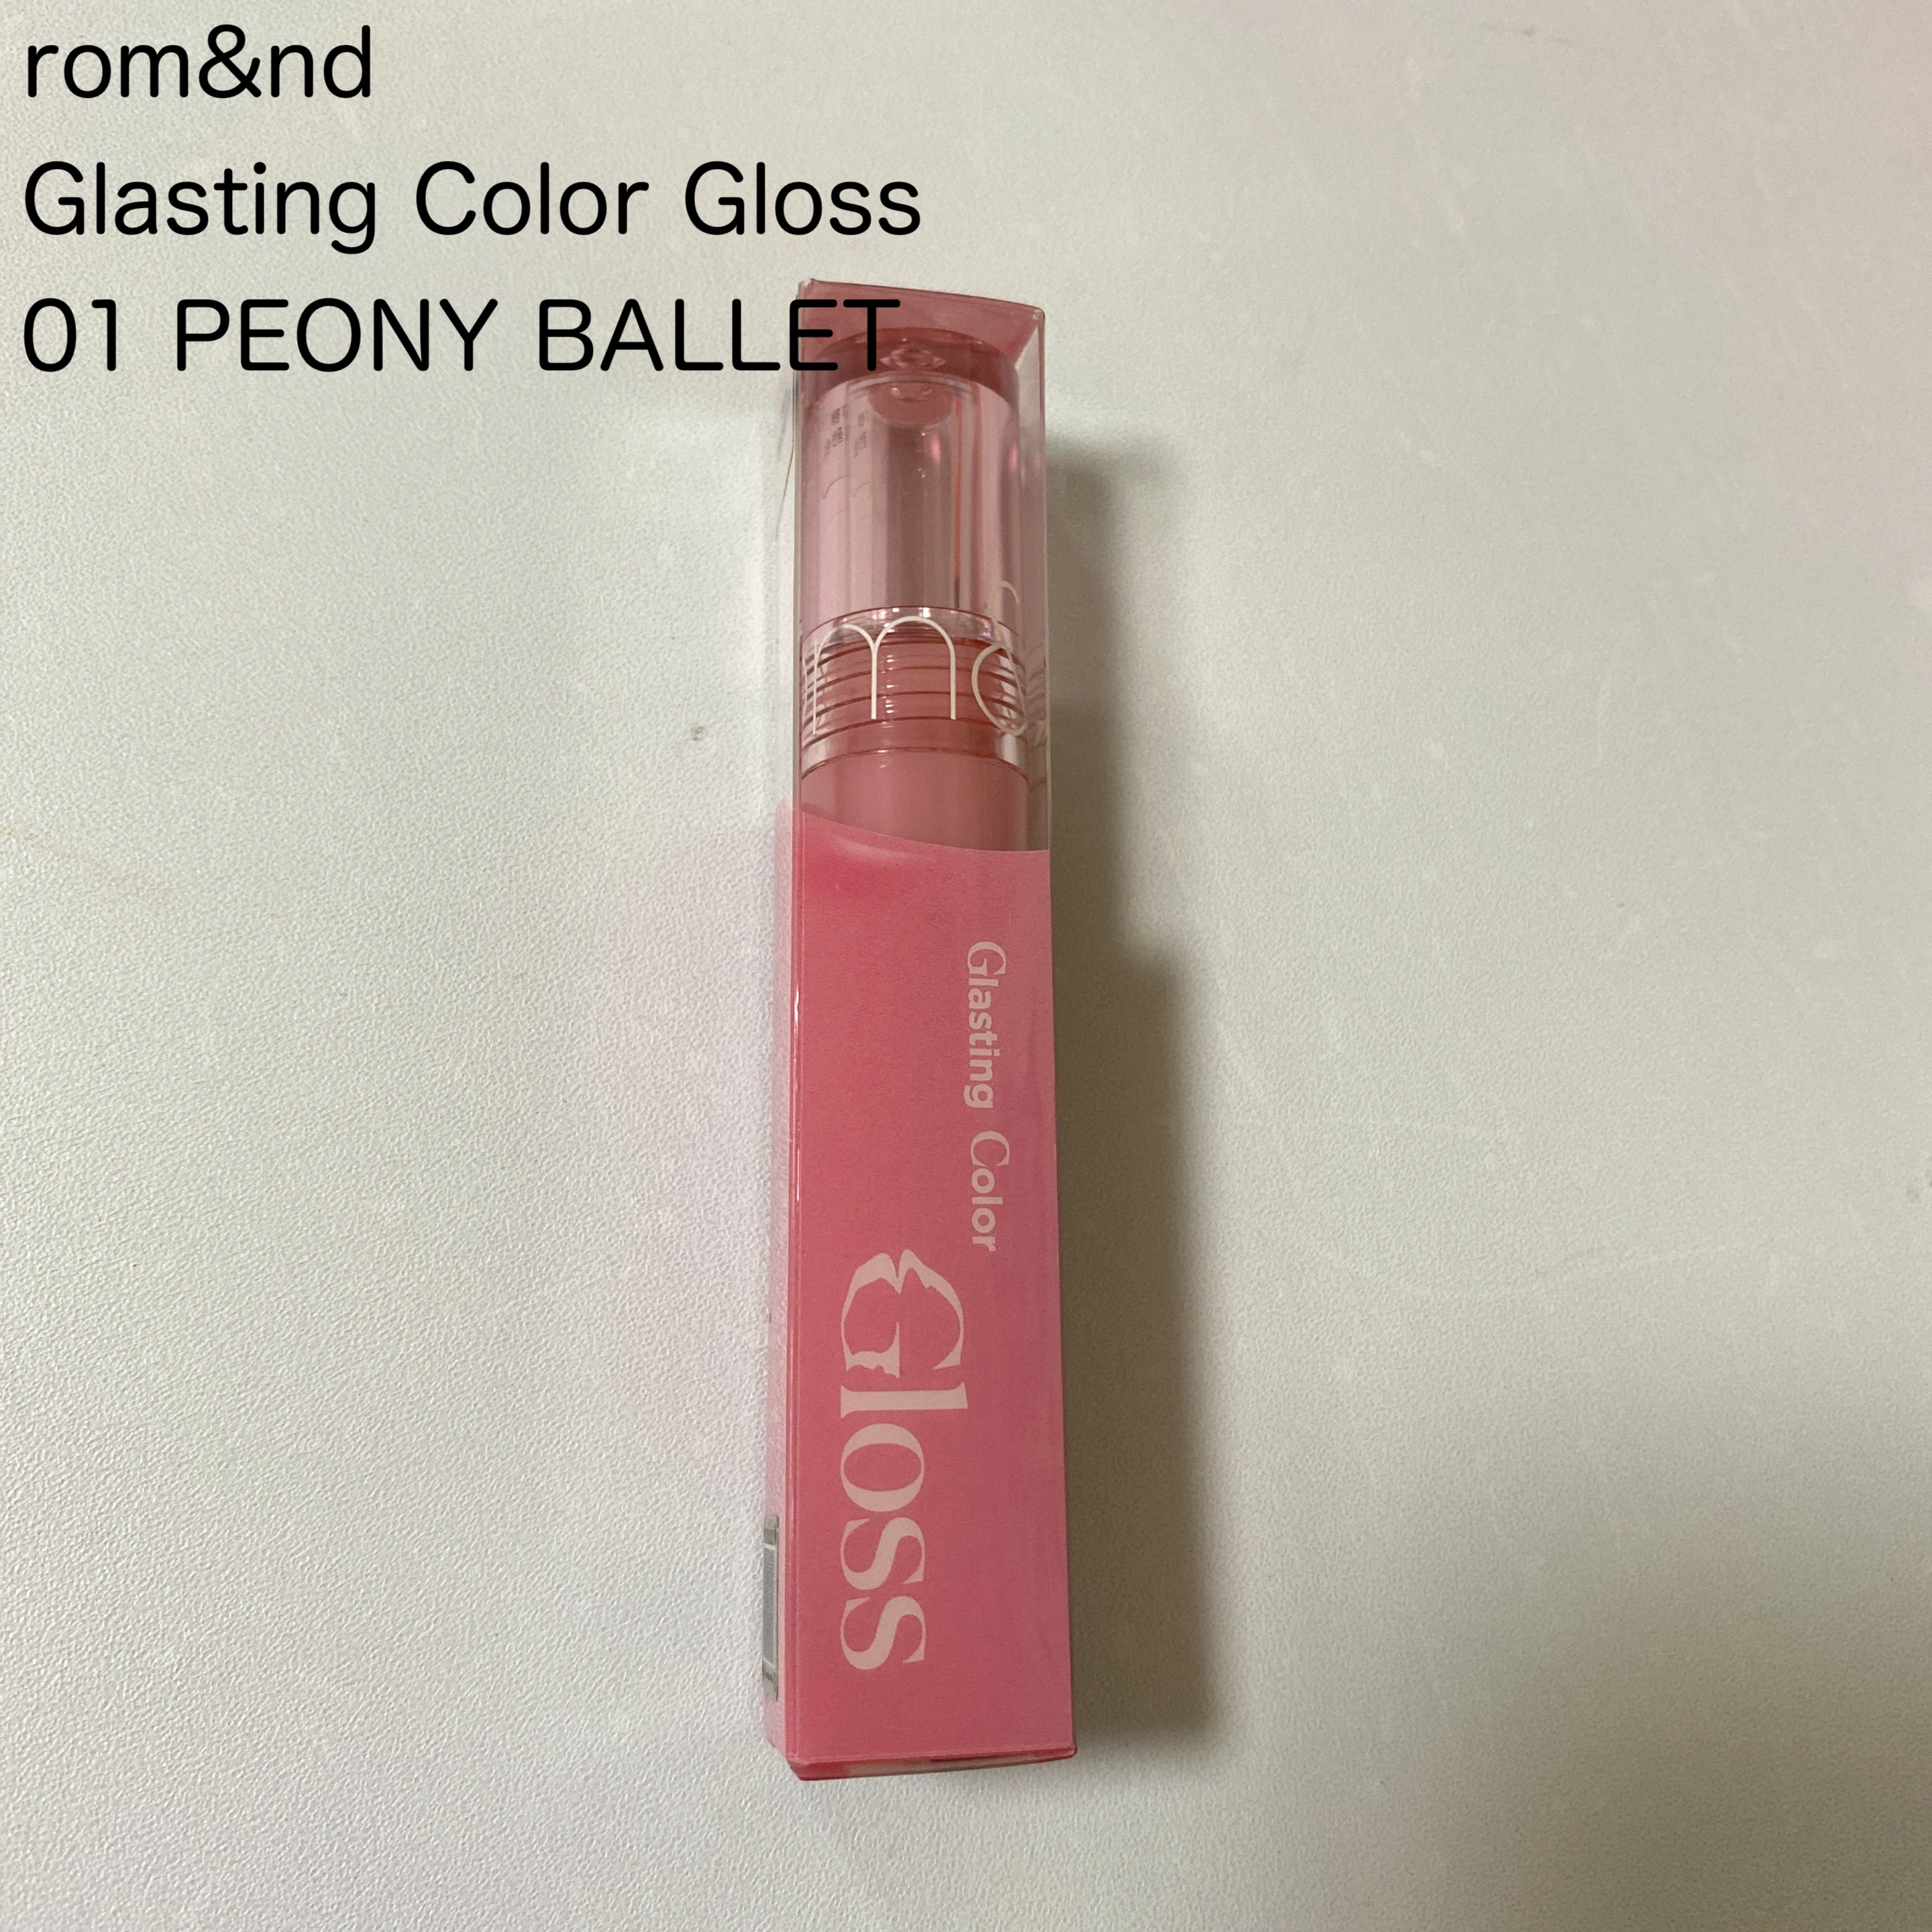 rom&nd
Glasting Color Gloss
01 PEONY BALLET
Glasting Color
Gloss